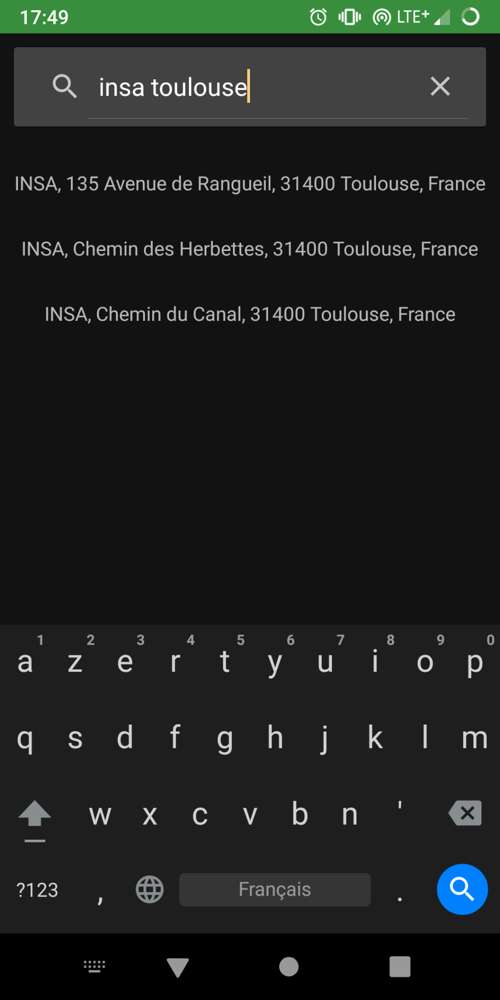 17:49 LTE+
insa toulouse
INSA, 135 Avenue de Rangueil, 31400 Toulouse, France
INSA, Chemin des Herbettes, 31400 Toulouse, France
INSA, Chemin du Canal, 31400 Toulouse, France
1 2 3 4 5 6 7 8 9 0
a z e r t y u i o p
q s d f g h j k l m
w x c v b n '
?123 , Français .